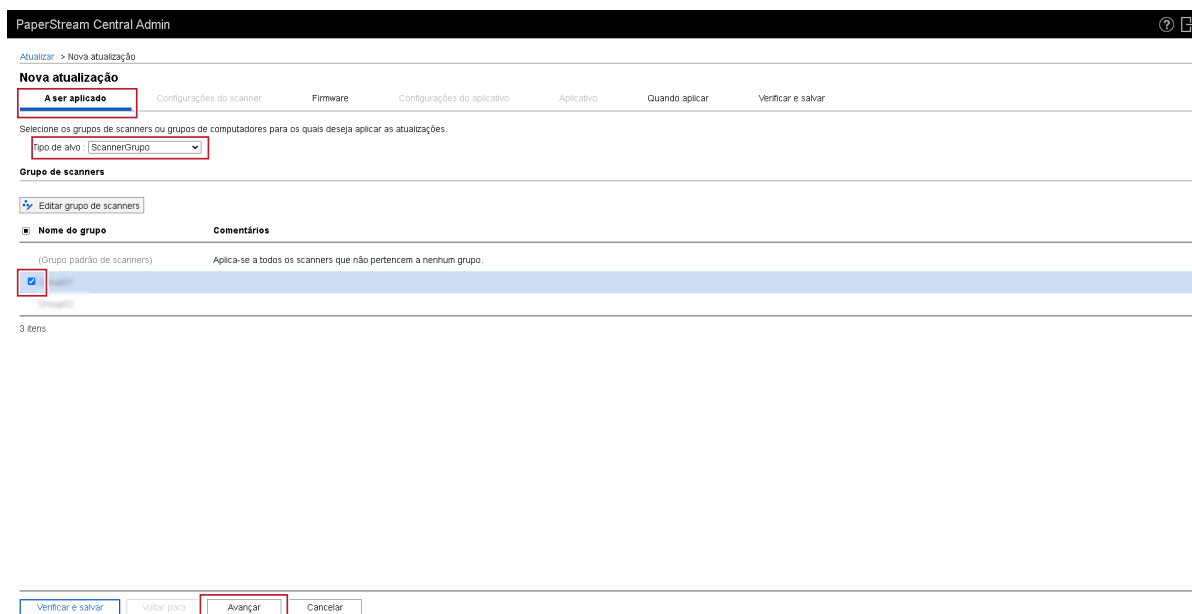 PaperStream Central Admin
Atualizar > Nova atualização
Nova atualização
A ser aplicado Configurações do scanner Firmware Configurações do aplicativo Aplicativo Quando aplicar Verificar e salvar
Selecione os grupos de scanners ou grupos de computadores para os quais deseja aplicar as atualizações.
Tipo de alvo : ScannerGrupo
Grupo de scanners
Editar grupo de scanners
Nome do grupo Comentários
(Grupo padrão de scanners) Aplica-se a todos os scanners que não pertencem a nenhum grupo.
3 itens
Verificar e salvar Voltar para Avançar Cancelar